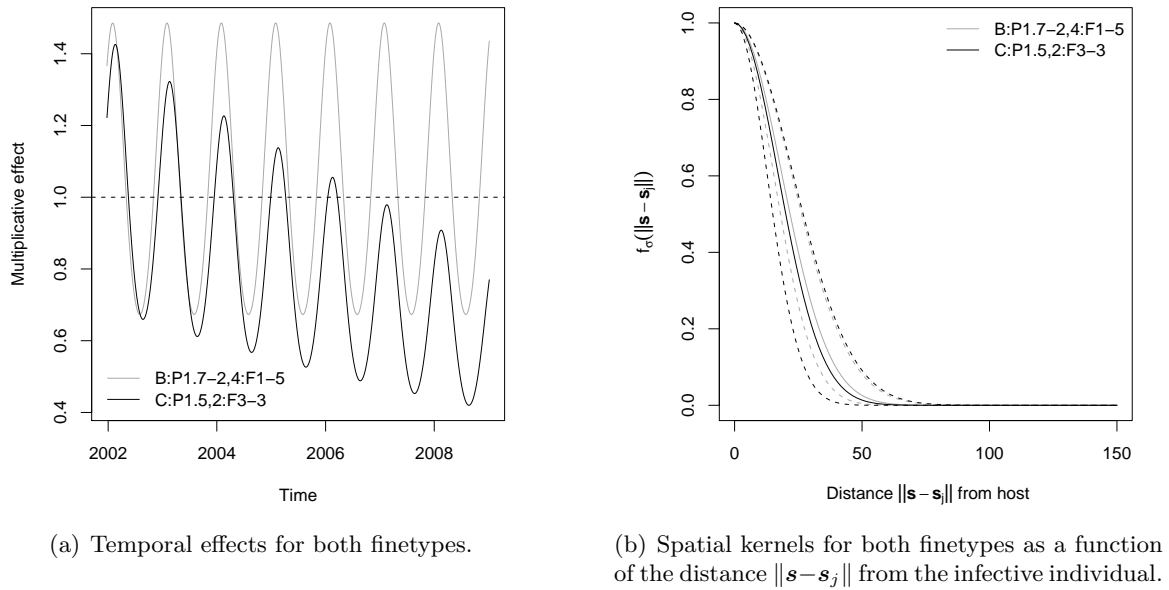 Multiplicative effect
1.4
1.2
1.0
0.8
0.6
0.4
B:P1.7−2,4:F1−5
C:P1.5,2:F3−3
2002 2004 2006 2008
Time
(a) Temporal effects for both finetypes.
f_σ(||s − s_j||)
1.0
0.8
0.6
0.4
0.2
0.0
B:P1.7−2,4:F1−5
C:P1.5,2:F3−3
0 50 100 150
Distance ||s − s_j|| from host
(b) Spatial kernels for both finetypes as a function
of the distance ‖s−s_j‖ from the infective individual.